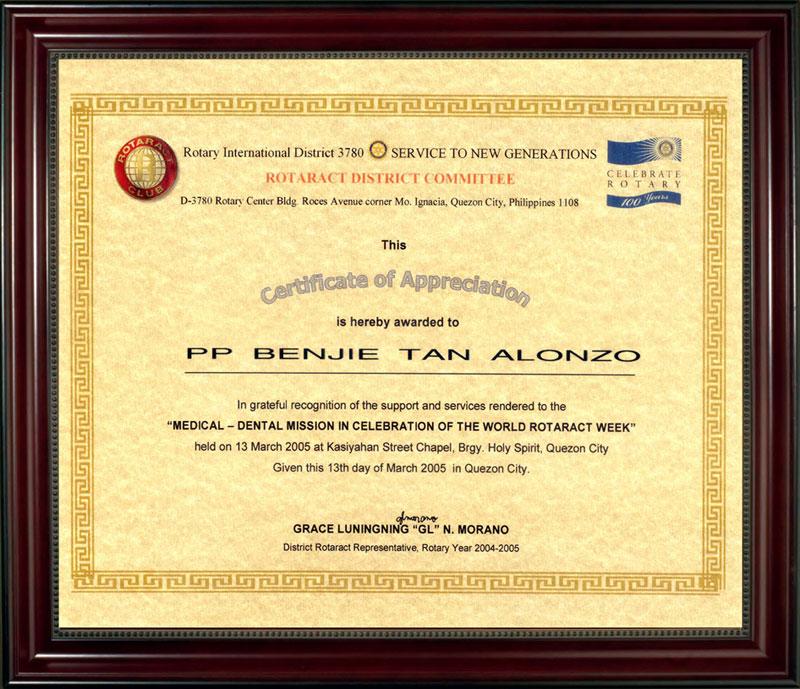 ROTARACT
CLUB
Rotary International District 3780 SERVICE TO NEW GENERATIONS
ROTARACT DISTRICT COMMITTEE
D-3780 Rotary Center Bldg. Roces Avenue corner Mo. Ignacia, Quezon City, Philippines 1108
CELEBRATE
ROTARY
100 Years
This
Certificate of Appreciation
is hereby awarded to
PP BENJIE TAN ALONZO
In grateful recognition of the support and services rendered to the
“MEDICAL – DENTAL MISSION IN CELEBRATION OF THE WORLD ROTARACT WEEK”
held on 13 March 2005 at Kasiyahan Street Chapel, Brgy. Holy Spirit, Quezon City
Given this 13th day of March 2005 in Quezon City.
glmorano
GRACE LUNINGNING “GL” N. MORANO
District Rotaract Representative, Rotary Year 2004-2005